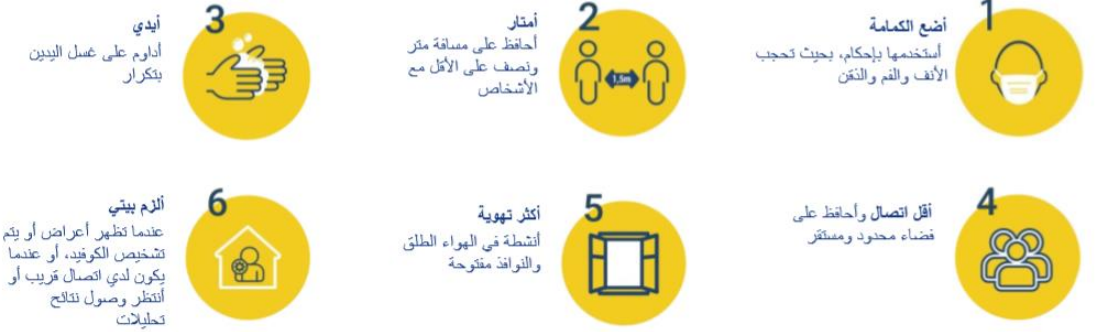 1
أضع الكمامة
أستخدمها بإحكام، بحيث تحجب
الأنف والفم والذقن
2
أمتار
أحافظ على مسافة متر
ونصف على الأقل مع
الأشخاص
1,5m
3
أيدي
أداوم على غسل اليدين
بتكرار
4
أقل اتصال وأحافظ على
فضاء محدود ومستقر
5
أكثر تهوية
أنشطة في الهواء الطلق
والنوافذ مفتوحة
6
ألزم بيتي
عندما تظهر أعراض أو يتم
تشخيص الكوفيد، أو عندما
يكون لدي اتصال قريب أو
أنتظر وصول نتائج
تحليلات